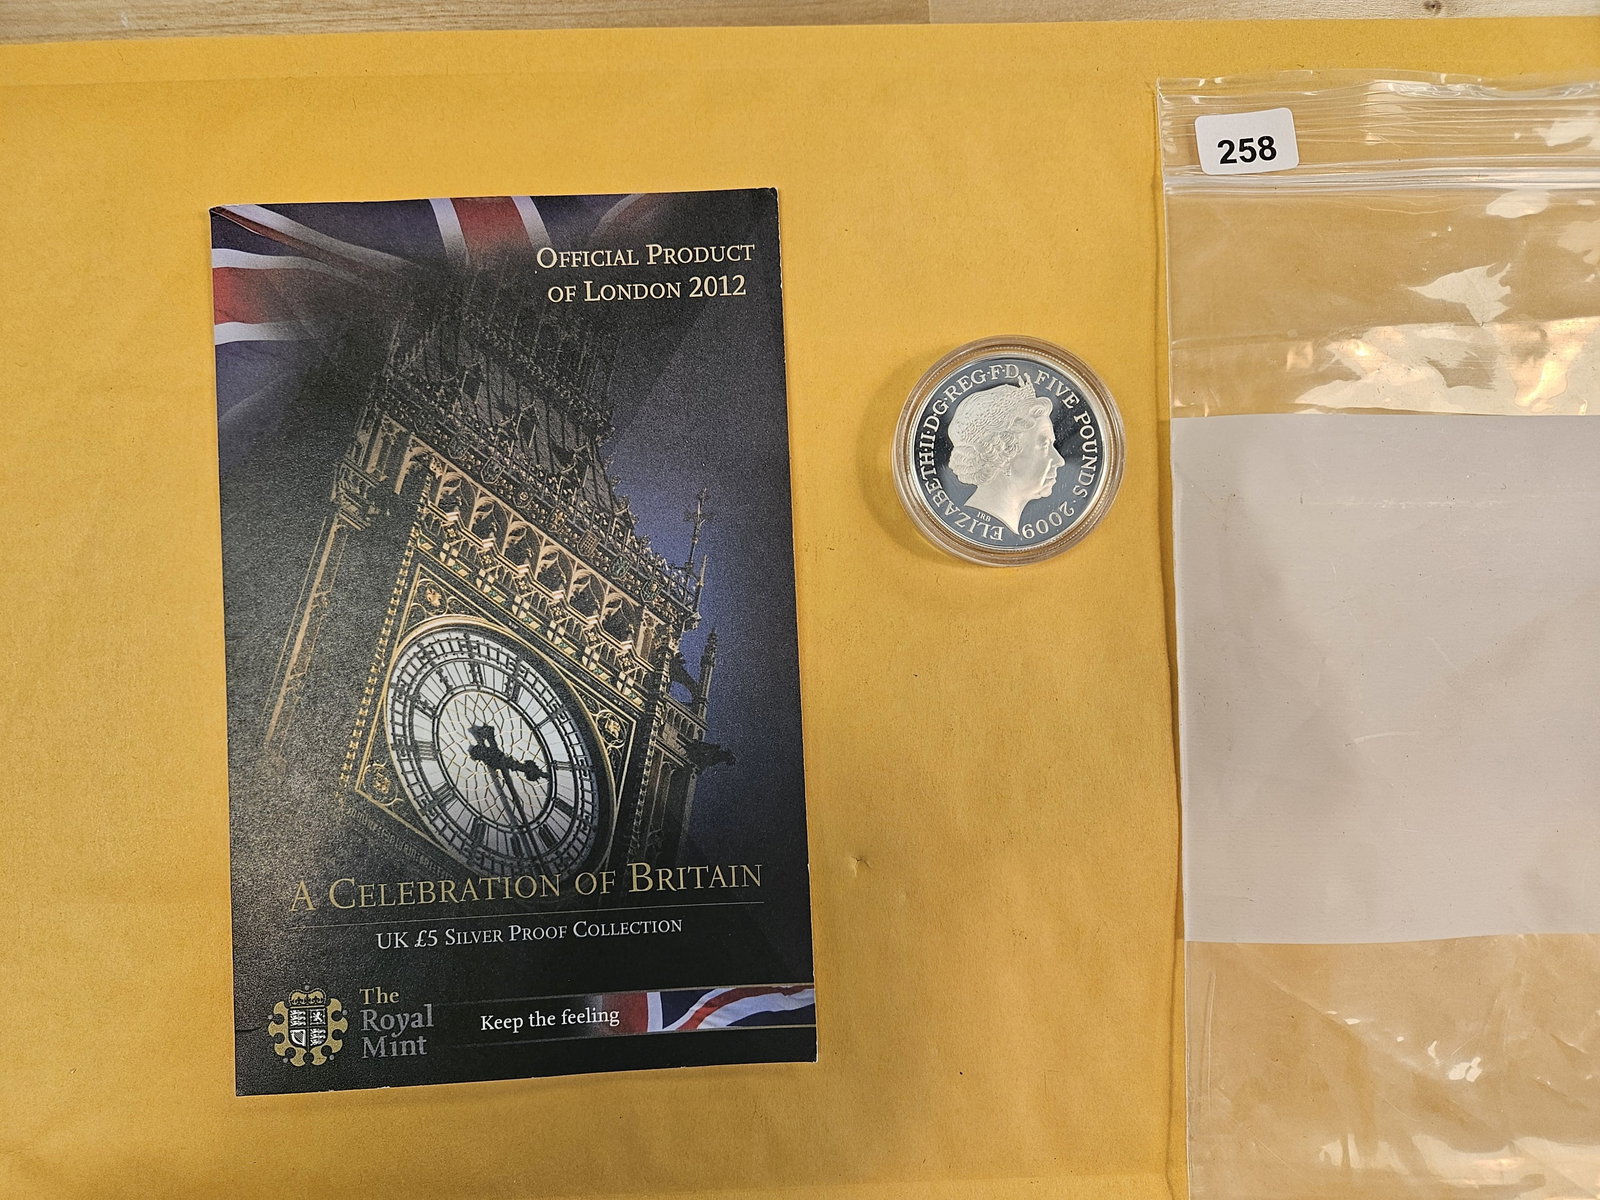 OFFICIAL PRODUCT
OF LONDON 2012
A CELEBRATION OF BRITAIN
UK £5 SILVER PROOF COLLECTION
The
Royal
Mint
Keep the feeling
ELIZABETH·II·D·G·REG·F·D FIVE POUNDS·2009
IRB
258